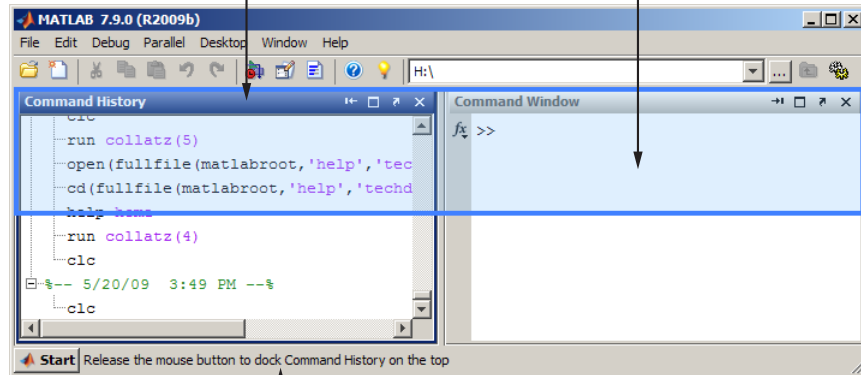 MATLAB 7.9.0 (R2009b)
File Edit Debug Parallel Desktop Window Help
H:\
Command History
Command Window
clc
run collatz(5)
open(fullfile(matlabroot,'help','tec
cd(fullfile(matlabroot,'help','techd
help home
run collatz(4)
clc
%-- 5/20/09 3:49 PM --%
clc
fx >>
Start Release the mouse button to dock Command History on the top